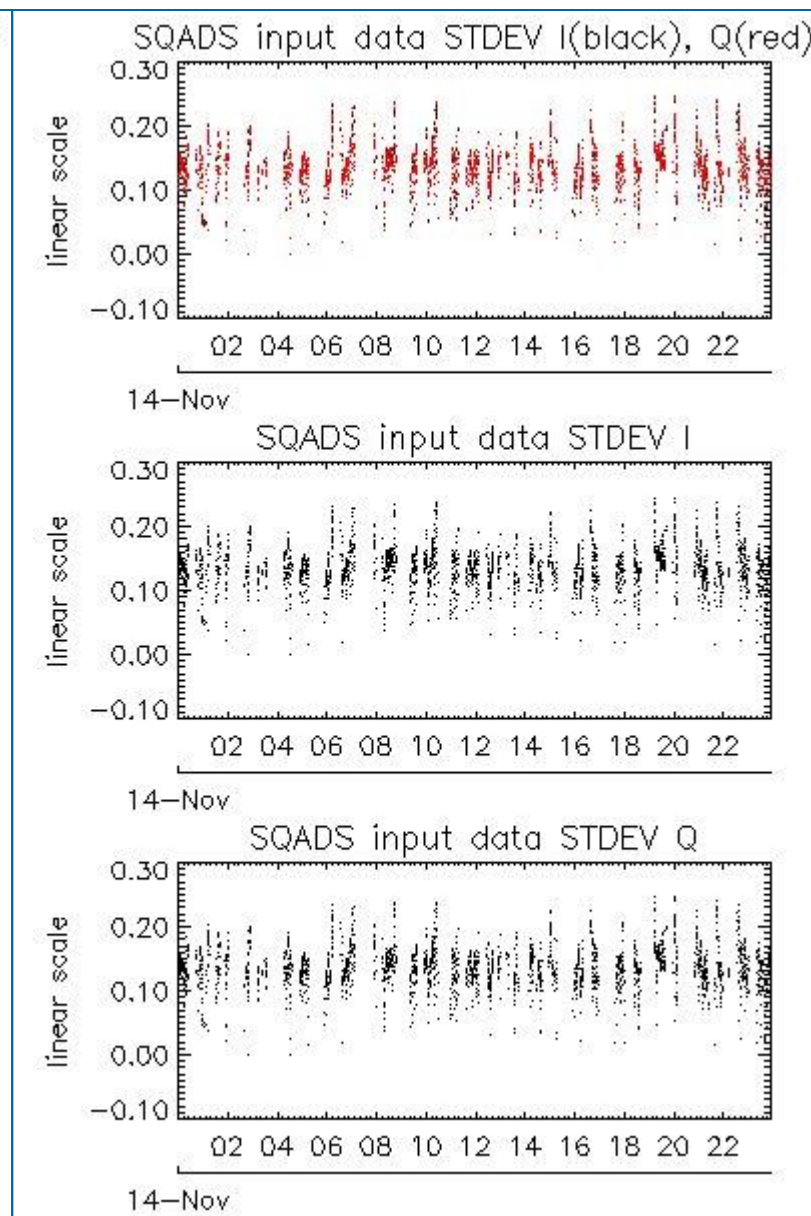 SQADS input data STDEV I(black), Q(red)
0.30
0.20
0.10
0.00
−0.10
linear scale
02 04 06 08 10 12 14 16 18 20 22
14−Nov
SQADS input data STDEV I
0.30
0.20
0.10
0.00
−0.10
linear scale
02 04 06 08 10 12 14 16 18 20 22
14−Nov
SQADS input data STDEV Q
0.30
0.20
0.10
0.00
−0.10
linear scale
02 04 06 08 10 12 14 16 18 20 22
14−Nov